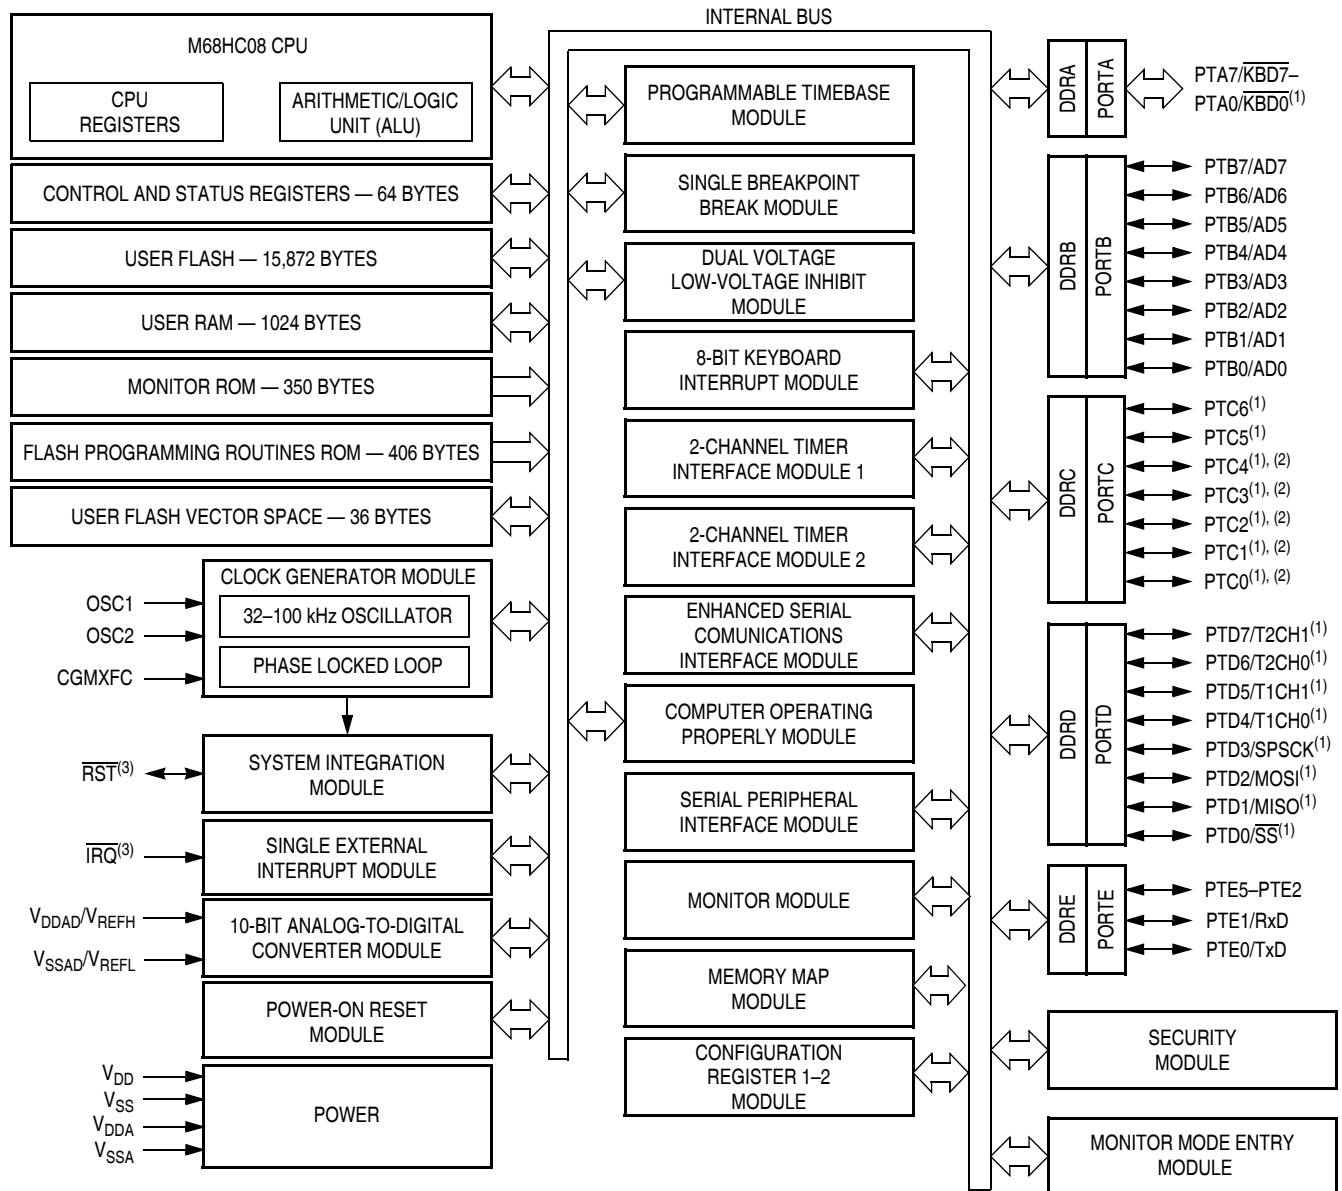 INTERNAL BUS
M68HC08 CPU
CPU
REGISTERS
ARITHMETIC/LOGIC
UNIT (ALU)
CONTROL AND STATUS REGISTERS — 64 BYTES
USER FLASH — 15,872 BYTES
USER RAM — 1024 BYTES
MONITOR ROM — 350 BYTES
FLASH PROGRAMMING ROUTINES ROM — 406 BYTES
USER FLASH VECTOR SPACE — 36 BYTES
CLOCK GENERATOR MODULE
32–100 kHz OSCILLATOR
PHASE LOCKED LOOP
OSC1
OSC2
CGMXFC
SYSTEM INTEGRATION
MODULE
RST(3)
SINGLE EXTERNAL
INTERRUPT MODULE
IRQ(3)
10-BIT ANALOG-TO-DIGITAL
CONVERTER MODULE
VDDAD/VREFH
VSSAD/VREFL
POWER-ON RESET
MODULE
POWER
VDD
VSS
VDDA
VSSA
PROGRAMMABLE TIMEBASE
MODULE
SINGLE BREAKPOINT
BREAK MODULE
DUAL VOLTAGE
LOW-VOLTAGE INHIBIT
MODULE
8-BIT KEYBOARD
INTERRUPT MODULE
2-CHANNEL TIMER
INTERFACE MODULE 1
2-CHANNEL TIMER
INTERFACE MODULE 2
ENHANCED SERIAL
COMUNICATIONS
INTERFACE MODULE
COMPUTER OPERATING
PROPERLY MODULE
SERIAL PERIPHERAL
INTERFACE MODULE
MONITOR MODULE
MEMORY MAP
MODULE
CONFIGURATION
REGISTER 1–2
MODULE
DDRA
PORTA
PTA7/KBD7–
PTA0/KBD0(1)
DDRB
PORTB
PTB7/AD7
PTB6/AD6
PTB5/AD5
PTB4/AD4
PTB3/AD3
PTB2/AD2
PTB1/AD1
PTB0/AD0
DDRC
PORTC
PTC6(1)
PTC5(1)
PTC4(1), (2)
PTC3(1), (2)
PTC2(1), (2)
PTC1(1), (2)
PTC0(1), (2)
DDRD
PORTD
PTD7/T2CH1(1)
PTD6/T2CH0(1)
PTD5/T1CH1(1)
PTD4/T1CH0(1)
PTD3/SPSCK(1)
PTD2/MOSI(1)
PTD1/MISO(1)
PTD0/SS(1)
DDRE
PORTE
PTE5–PTE2
PTE1/RxD
PTE0/TxD
SECURITY
MODULE
MONITOR MODE ENTRY
MODULE